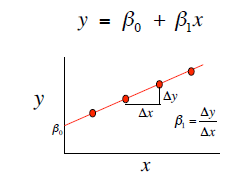 y = β₀ + β₁x
y
Δy
Δx
β₁ = Δy/Δx
β₀
x